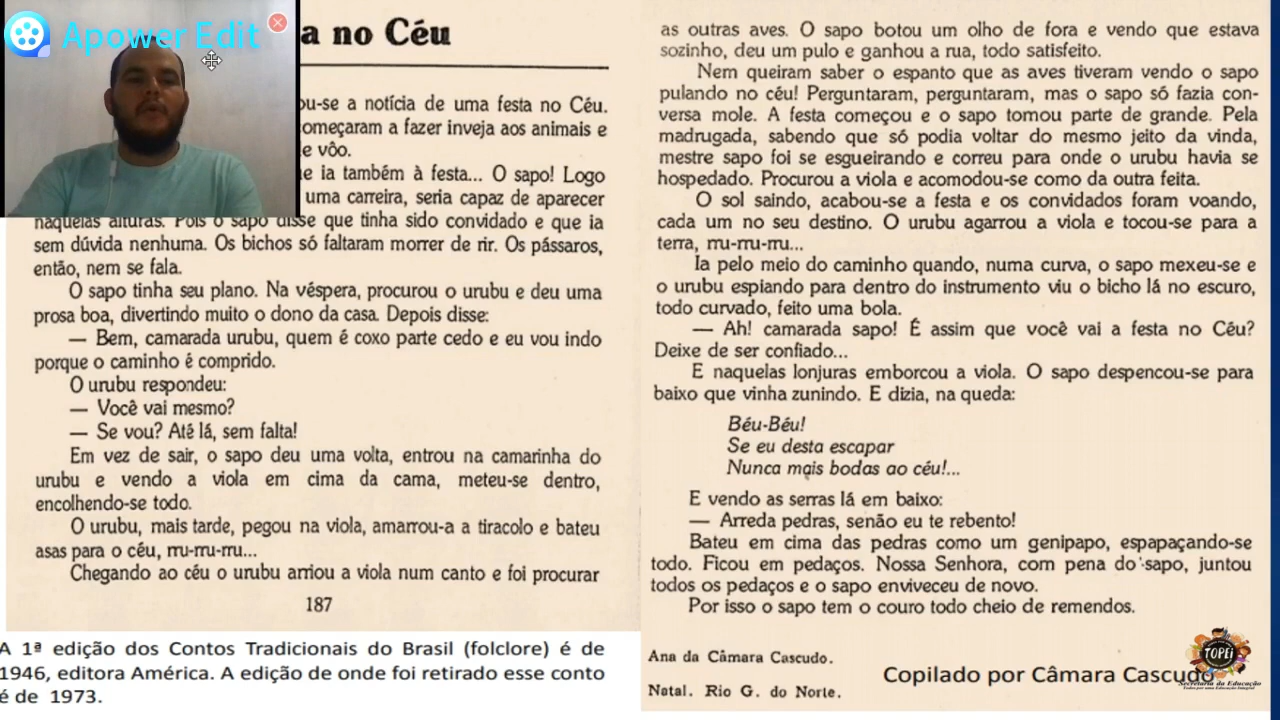 Apower Edit
a no Céu
ou-se a notícia de uma festa no Céu.
omeçaram a fazer inveja aos animais e
e vôo.
e ia também à festa... O sapo! Logo
uma carreira, seria capaz de aparecer
naquelas alturas. Pois o sapo disse que tinha sido convidado e que ia
sem dúvida nenhuma. Os bichos só faltaram morrer de rir. Os pássaros,
então, nem se fala.
O sapo tinha seu plano. Na véspera, procurou o urubu e deu uma
prosa boa, divertindo muito o dono da casa. Depois disse:
— Bem, camarada urubu, quem é coxo parte cedo e eu vou indo
porque o caminho é comprido.
O urubu respondeu:
— Você vai mesmo?
— Se vou? Até lá, sem falta!
Em vez de sair, o sapo deu uma volta, entrou na camarinha do
urubu e vendo a viola em cima da cama, meteu-se dentro,
encolhendo-se todo.
O urubu, mais tarde, pegou na viola, amarrou-a a tiracolo e bateu
asas para o céu, rru-rru-rru...
Chegando ao céu o urubu arriou a viola num canto e foi procurar
187
A 1ª edição dos Contos Tradicionais do Brasil (folclore) é de
1946, editora América. A edição de onde foi retirado esse conto
é de 1973.
as outras aves. O sapo botou um olho de fora e vendo que estava
sozinho, deu um pulo e ganhou a rua, todo satisfeito.
Nem queiram saber o espanto que as aves tiveram vendo o sapo
pulando no céu! Perguntaram, perguntaram, mas o sapo só fazia con-
versa mole. A festa começou e o sapo tomou parte de grande. Pela
madrugada, sabendo que só podia voltar do mesmo jeito da vinda,
mestre sapo foi se esgueirando e correu para onde o urubu havia se
hospedado. Procurou a viola e acomodou-se como da outra feita.
O sol saindo, acabou-se a festa e os convidados foram voando,
cada um no seu destino. O urubu agarrou a viola e tocou-se para a
terra, rru-rru-rru...
Ia pelo meio do caminho quando, numa curva, o sapo mexeu-se e
o urubu espiando para dentro do instrumento viu o bicho lá no escuro,
todo curvado, feito uma bola.
— Ah! camarada sapo! É assim que você vai a festa no Céu?
Deixe de ser confiado...
E naquelas lonjuras emborcou a viola. O sapo despencou-se para
baixo que vinha zunindo. E dizia, na queda:
Béu-Béu!
Se eu desta escapar
Nunca mais bodas ao céu!...
E vendo as serras lá em baixo:
— Arreda pedras, senão eu te rebento!
Bateu em cima das pedras como um genipapo, espapaçando-se
todo. Ficou em pedaços. Nossa Senhora, com pena do sapo, juntou
todos os pedaços e o sapo enviveceu de novo.
Por isso o sapo tem o couro todo cheio de remendos.
Ana da Câmara Cascudo.
Natal. Rio G. do Norte.
Copilado por Câmara Cascudo
TOPEI
Secretaria da Educação
Todos por uma Educação Integral